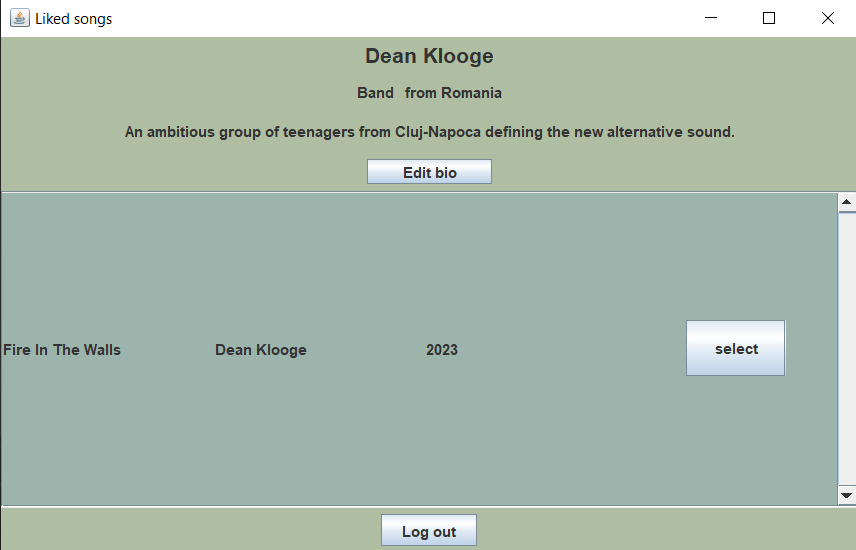 Liked songs
Dean Klooge
Band from Romania
An ambitious group of teenagers from Cluj-Napoca defining the new alternative sound.
Edit bio
Fire In The Walls Dean Klooge 2023 select
Log out